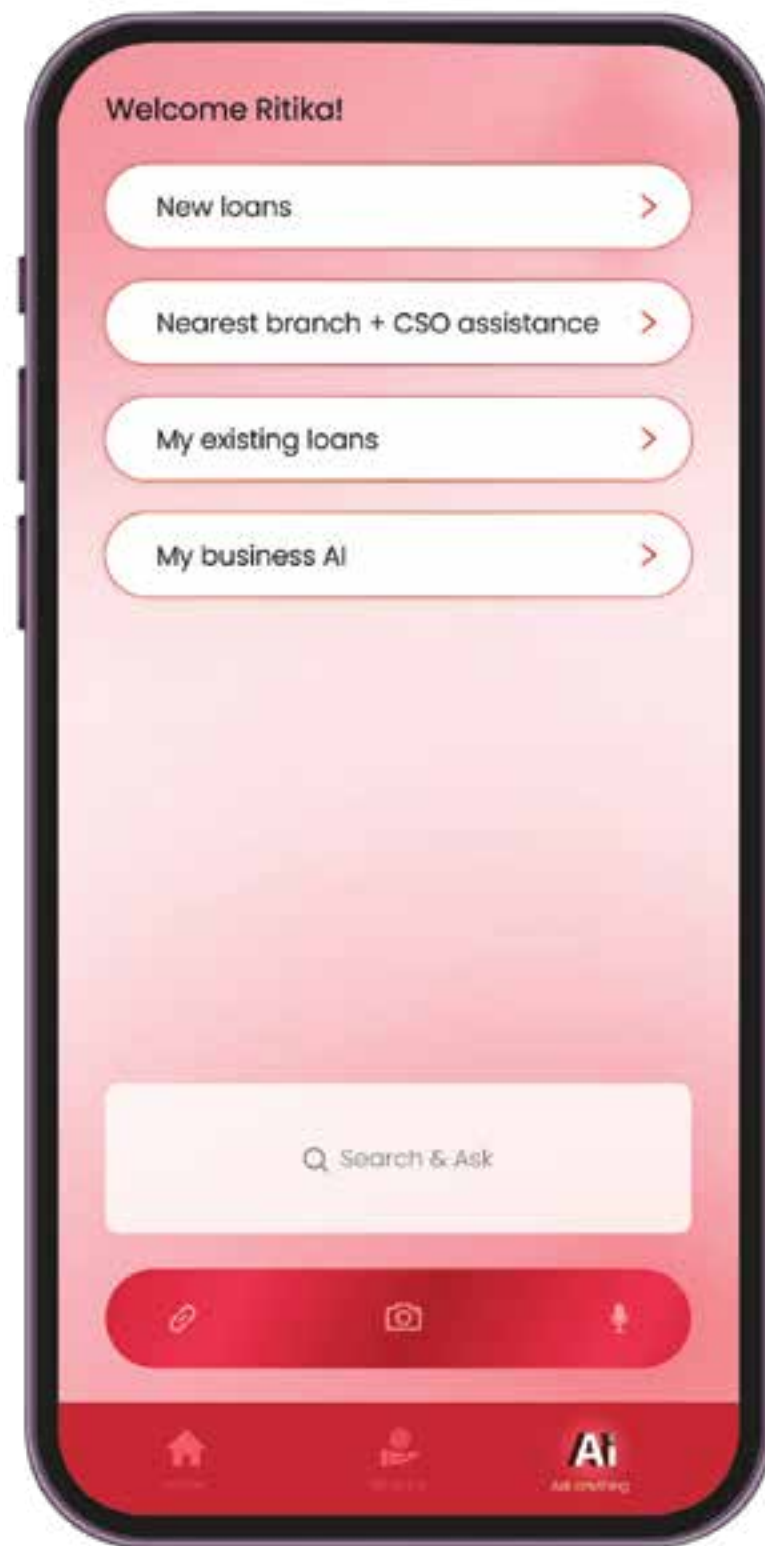 Welcome Ritika!
New loans
Nearest branch + CSO assistance
My existing loans
My business AI
Search & Ask
Ai
Ask anything